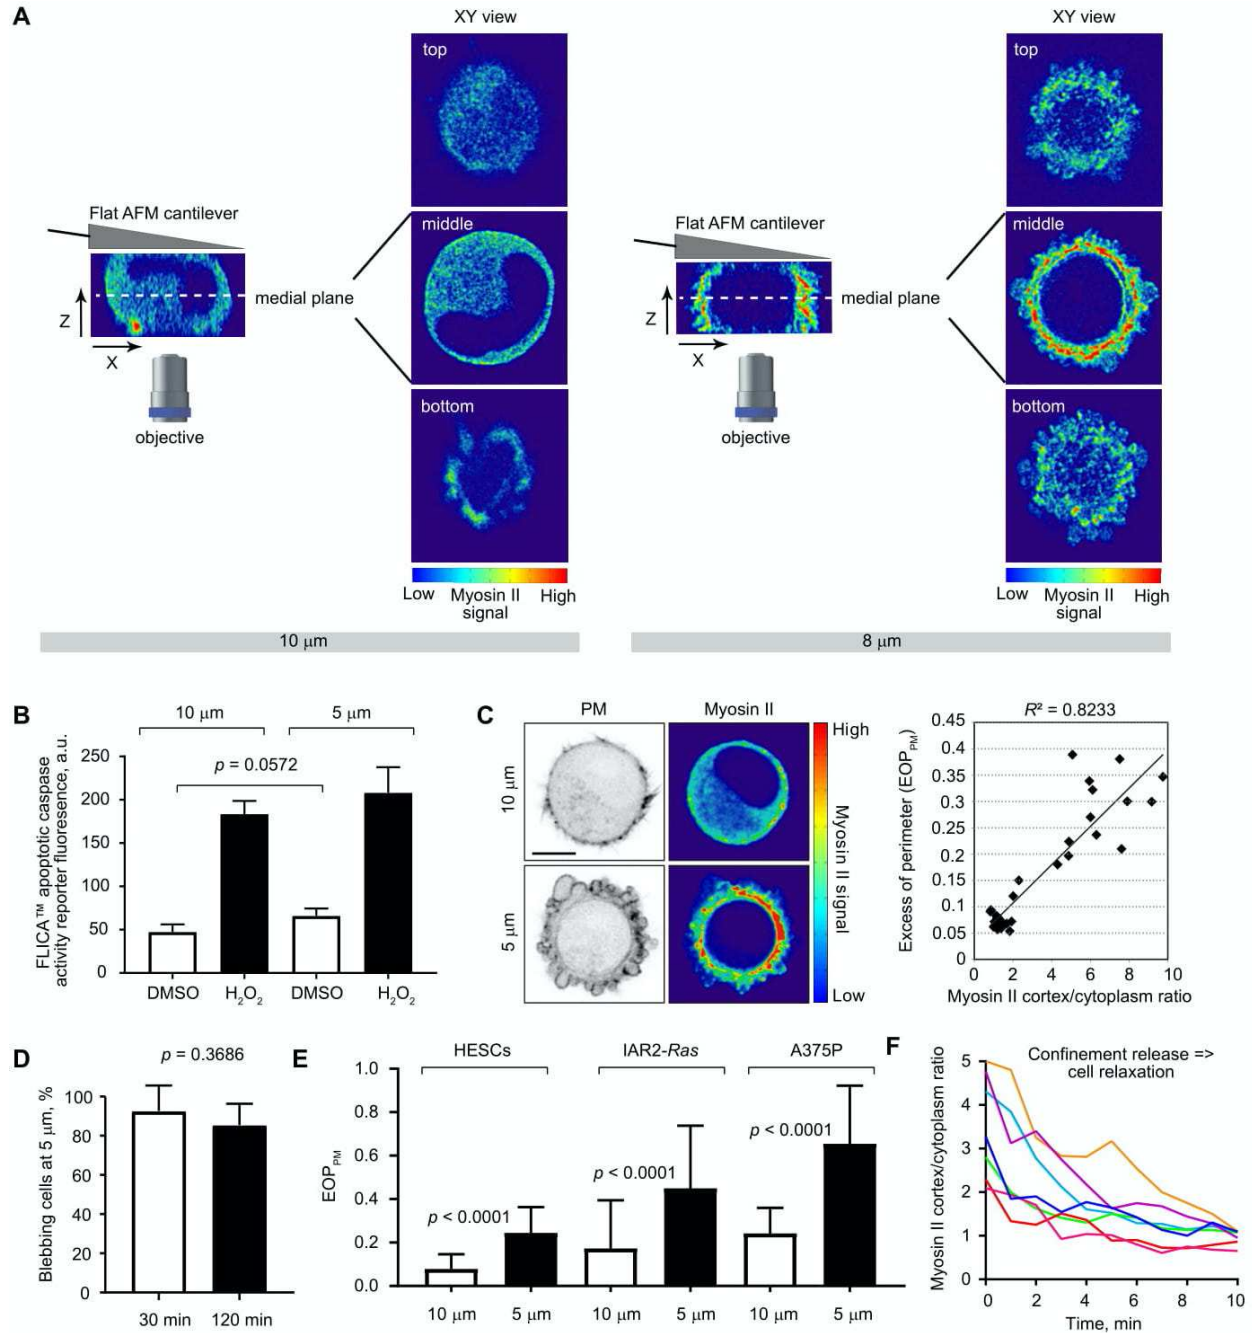 A
XY view
top
Flat AFM cantilever
middle
medial plane
Z
X
objective
bottom
Low Myosin II High
signal
10 μm
XY view
top
Flat AFM cantilever
middle
medial plane
Z
X
objective
bottom
Low Myosin II High
signal
8 μm
B
10 μm 5 μm
FLICA™ apoptotic caspase
activity reporter fluorescence, a.u.
250
200
150
100
50
0
p = 0.0572
DMSO H₂O₂ DMSO H₂O₂
C
PM Myosin II
10 μm
5 μm
High
Myosin II signal
Low
R² = 0.8233
Excess of perimeter (EOP_PM)
0.45
0.4
0.35
0.3
0.25
0.2
0.15
0.1
0.05
0 2 4 6 8 10
Myosin II cortex/cytoplasm ratio
D
p = 0.3686
Blebbing cells at 5 μm, %
100
80
60
40
20
0
30 min 120 min
E
HESCs IAR2-Ras A375P
EOP_PM
1.0
0.8
0.6
0.4
0.2
0.0
p < 0.0001
p < 0.0001
p < 0.0001
10 μm 5 μm 10 μm 5 μm 10 μm 5 μm
F
Confinement release =>
cell relaxation
Myosin II cortex/cytoplasm ratio
5
4
3
2
1
0
0 2 4 6 8 10
Time, min